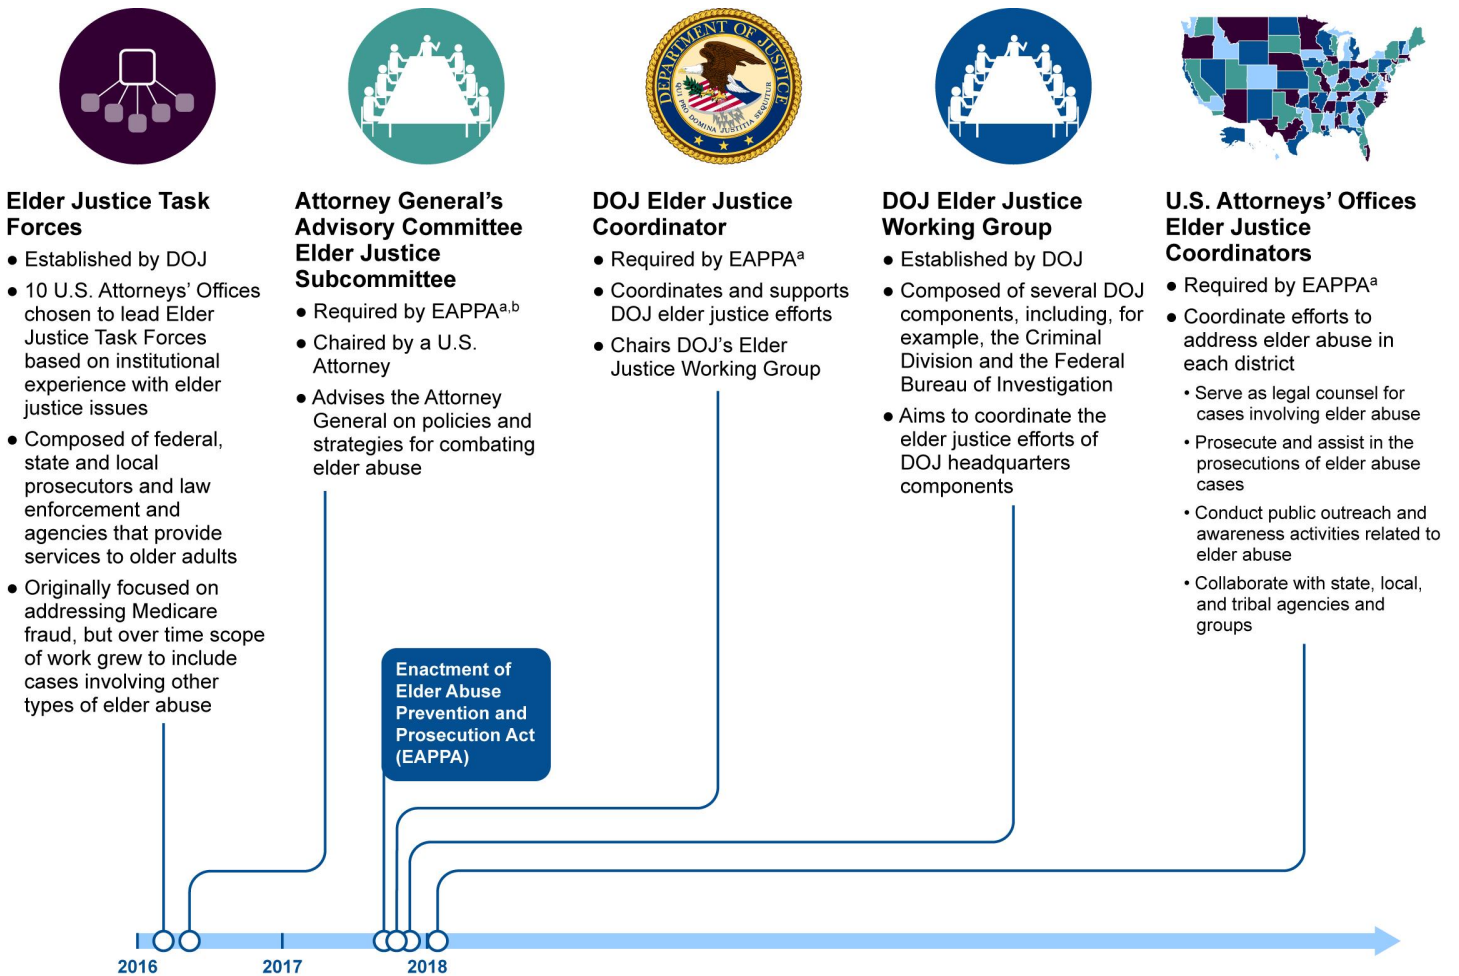 DEPARTMENT OF JUSTICE
QUI PRO DOMINA JUSTITIA SEQUITUR
Elder Justice Task
Forces
● Established by DOJ
● 10 U.S. Attorneys’ Offices
chosen to lead Elder
Justice Task Forces
based on institutional
experience with elder
justice issues
● Composed of federal,
state and local
prosecutors and law
enforcement and
agencies that provide
services to older adults
● Originally focused on
addressing Medicare
fraud, but over time scope
of work grew to include
cases involving other
types of elder abuse
Attorney General’s
Advisory Committee
Elder Justice
Subcommittee
● Required by EAPPAa,b
● Chaired by a U.S.
Attorney
● Advises the Attorney
General on policies and
strategies for combating
elder abuse
DOJ Elder Justice
Coordinator
● Required by EAPPAa
● Coordinates and supports
DOJ elder justice efforts
● Chairs DOJ’s Elder
Justice Working Group
DOJ Elder Justice
Working Group
● Established by DOJ
● Composed of several DOJ
components, including, for
example, the Criminal
Division and the Federal
Bureau of Investigation
● Aims to coordinate the
elder justice efforts of
DOJ headquarters
components
U.S. Attorneys’ Offices
Elder Justice
Coordinators
● Required by EAPPAa
● Coordinate efforts to
address elder abuse in
each district
• Serve as legal counsel for
cases involving elder abuse
• Prosecute and assist in the
prosecutions of elder abuse
cases
• Conduct public outreach and
awareness activities related to
elder abuse
• Collaborate with state, local,
and tribal agencies and
groups
Enactment of
Elder Abuse
Prevention and
Prosecution Act
(EAPPA)
2016
2017
2018